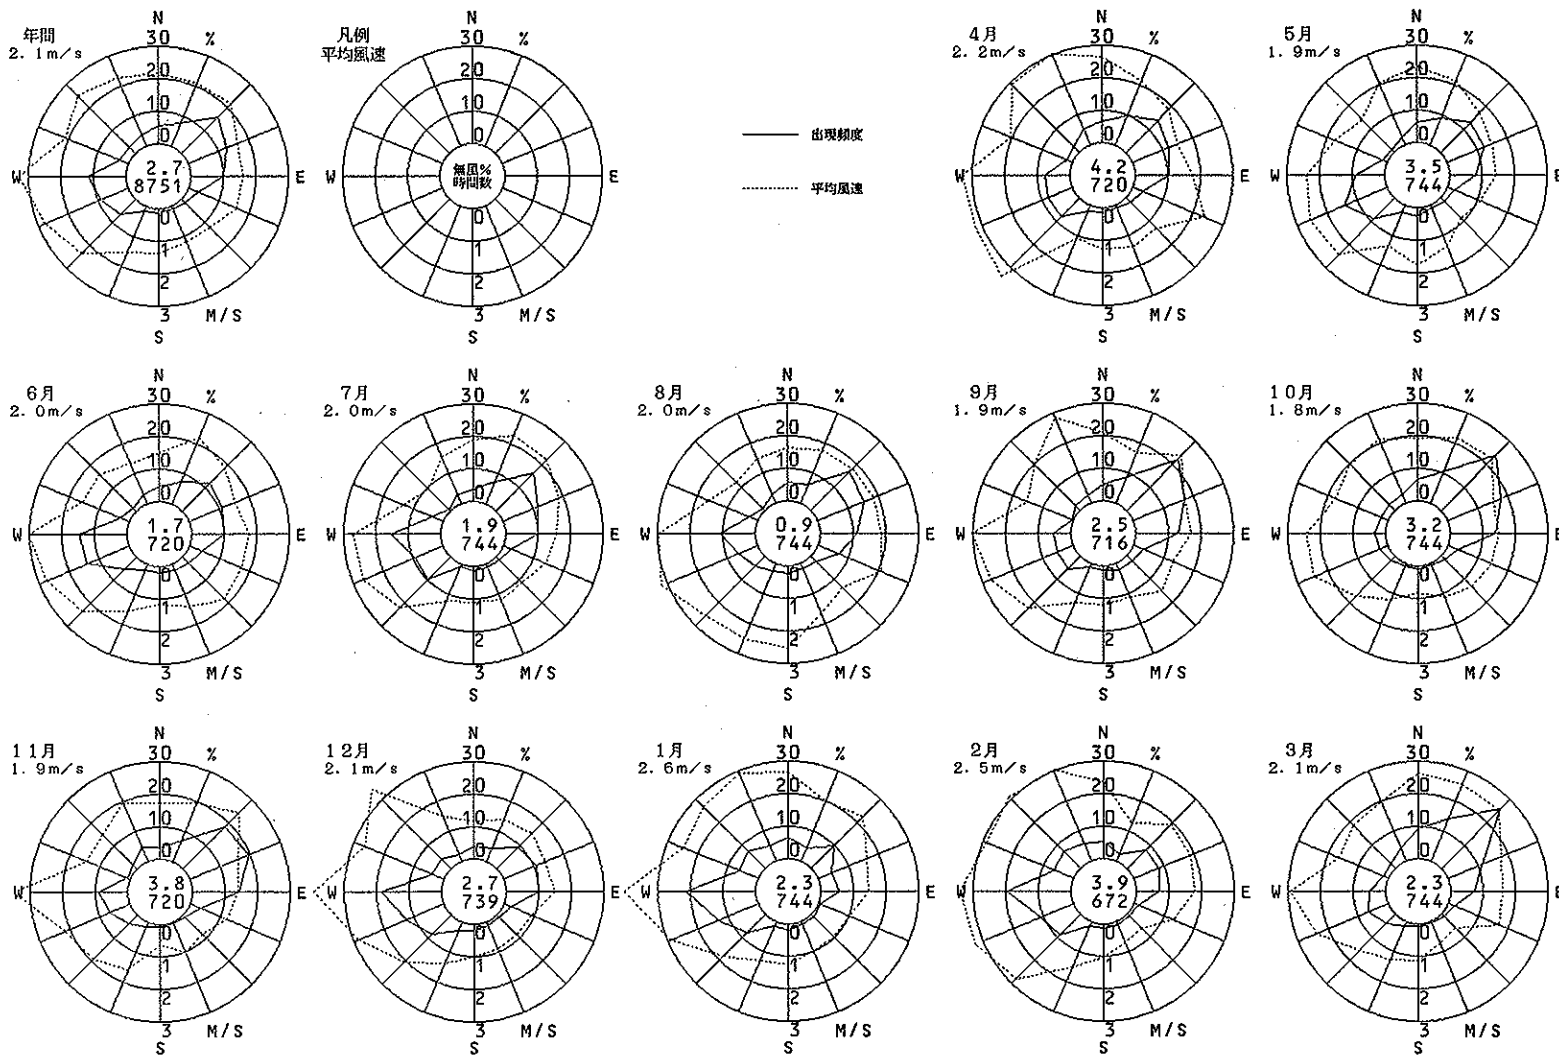 年間
2.1m/s
N
30 %
20
10
0
2.7
8751
W
E
0
1
2
3 M/S
S
凡例
平均風速
N
30 %
20
10
0
無風%
時間数
W
E
0
1
2
3 M/S
S
出現頻度
平均風速
4月
2.2m/s
N
30 %
20
10
0
4.2
720
W
E
0
1
2
3 M/S
S
5月
1.9m/s
N
30 %
20
10
0
3.5
744
W
E
0
1
2
3 M/S
S
6月
2.0m/s
N
30 %
20
10
0
1.7
720
W
E
0
1
2
3 M/S
S
7月
2.0m/s
N
30 %
20
10
0
1.9
744
W
E
0
1
2
3 M/S
S
8月
2.0m/s
N
30 %
20
10
0
0.9
744
W
E
0
1
2
3 M/S
S
9月
1.9m/s
N
30 %
20
10
0
2.5
716
W
E
0
1
2
3 M/S
S
10月
1.8m/s
N
30 %
20
10
0
3.2
744
W
E
0
1
2
3 M/S
S
11月
1.9m/s
N
30 %
20
10
0
3.8
720
W
E
0
1
2
3 M/S
S
12月
2.1m/s
N
30 %
20
10
0
2.7
739
W
E
0
1
2
3 M/S
S
1月
2.6m/s
N
30 %
20
10
0
2.3
744
W
E
0
1
2
3 M/S
S
2月
2.5m/s
N
30 %
20
10
0
3.9
672
W
E
0
1
2
3 M/S
S
3月
2.1m/s
N
30 %
20
10
0
2.3
744
W
E
0
1
2
3 M/S
S